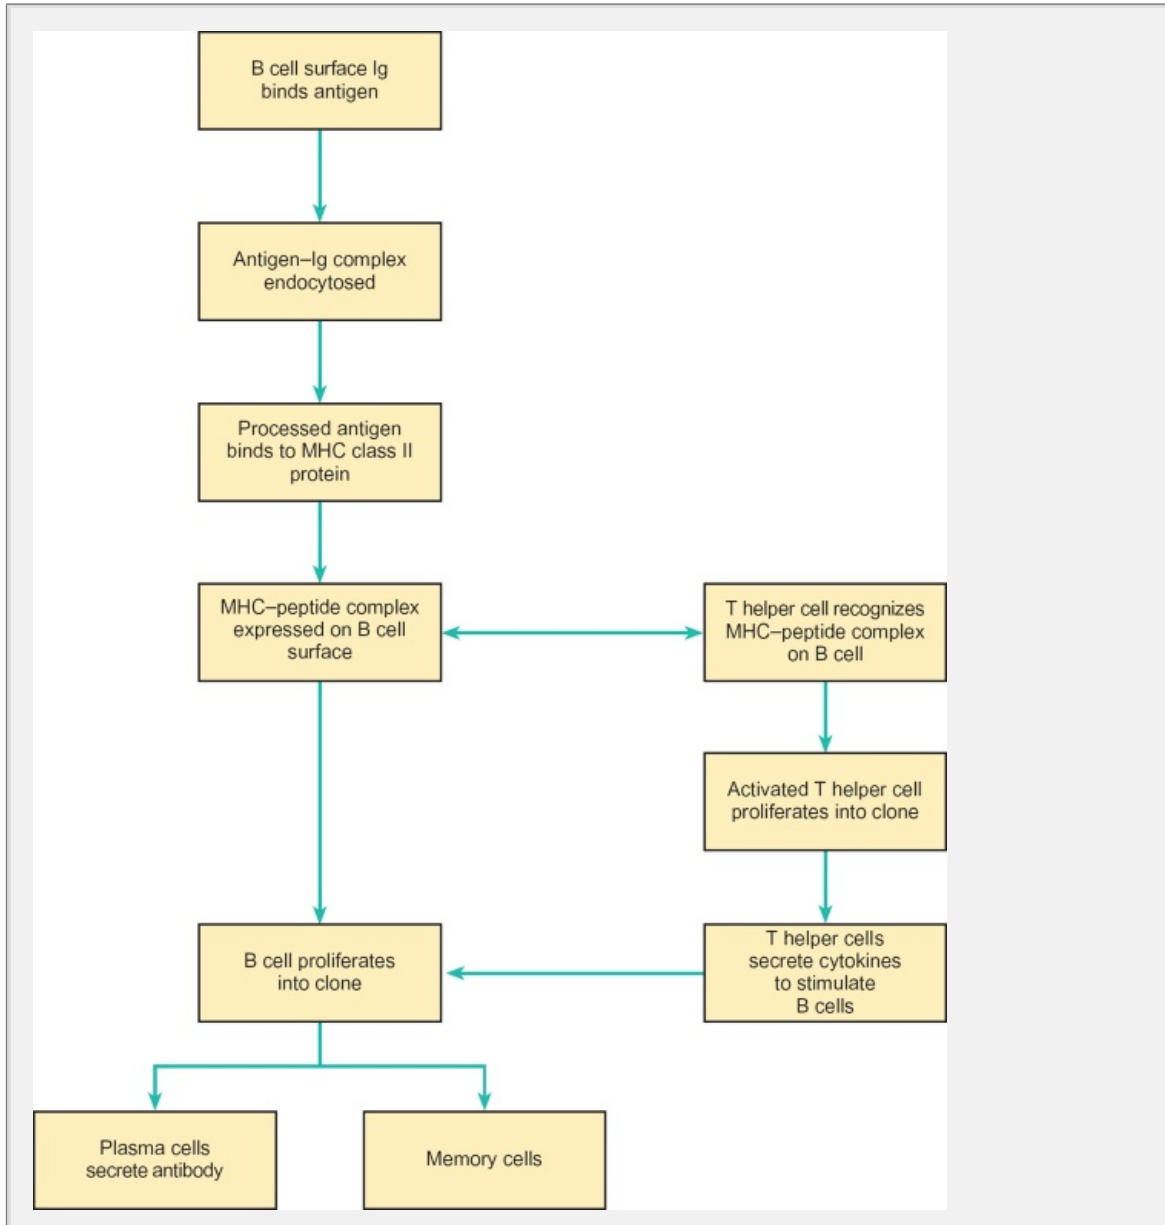 B cell surface Ig
binds antigen
Antigen–Ig complex
endocytosed
Processed antigen
binds to MHC class II
protein
MHC–peptide complex
expressed on B cell
surface
T helper cell recognizes
MHC–peptide complex
on B cell
Activated T helper cell
proliferates into clone
B cell proliferates
into clone
T helper cells
secrete cytokines
to stimulate
B cells
Plasma cells
secrete antibody
Memory cells